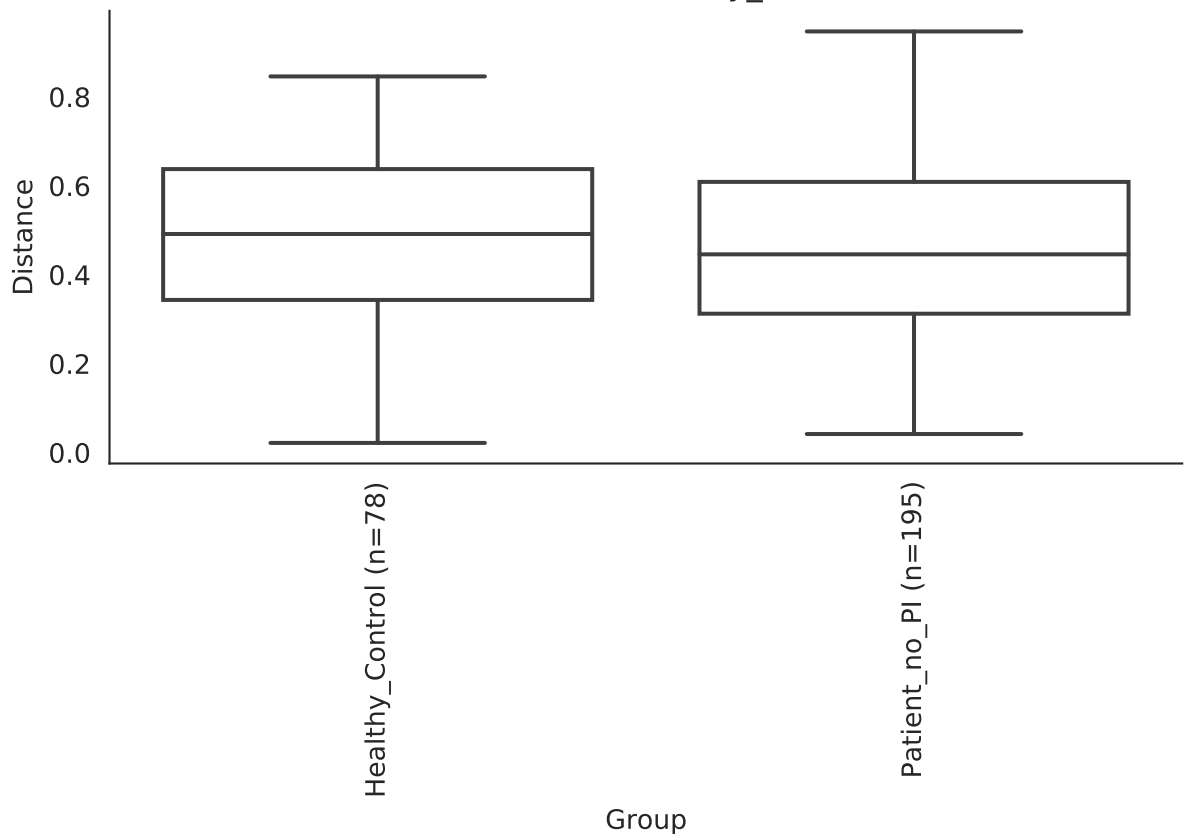 0.8
0.6
0.4
0.2
0.0
Distance
Healthy_Control (n=78)
Patient_no_PI (n=195)
Group